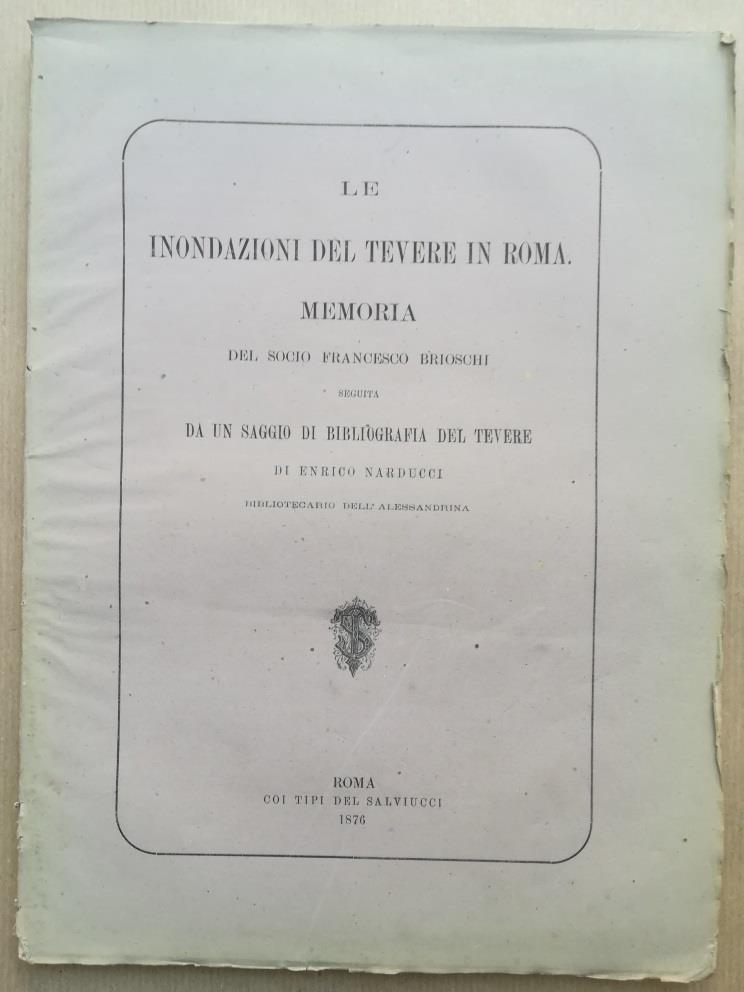 LE
INONDAZIONI DEL TEVERE IN ROMA.
MEMORIA
DEL SOCIO FRANCESCO BRIOSCHI
SEGUITA
DA UN SAGGIO DI BIBLIOGRAFIA DEL TEVERE
DI ENRICO NARDUCCI
BIBLIOTECARIO DELL'ALESSANDRINA
ROMA
COI TIPI DEL SALVIUCCI
1876